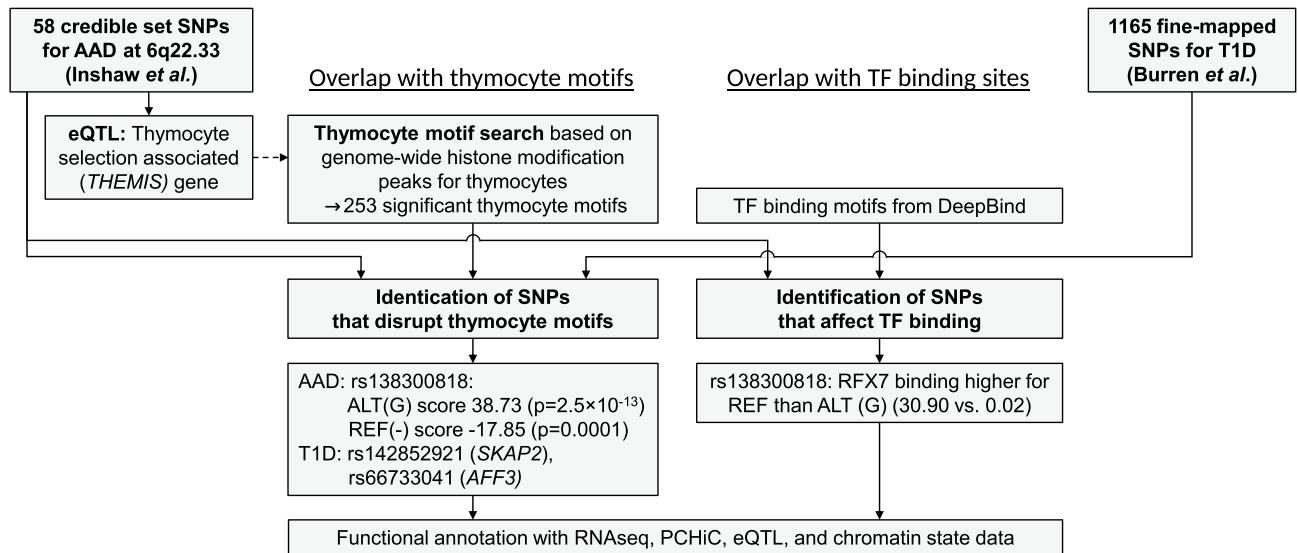 58 credible set SNPs
for AAD at 6q22.33
(Inshaw et al.)
1165 fine-mapped
SNPs for T1D
(Burren et al.)
Overlap with thymocyte motifs
Overlap with TF binding sites
eQTL: Thymocyte
selection associated
(THEMIS) gene
Thymocyte motif search based on
genome-wide histone modification
peaks for thymocytes
→253 significant thymocyte motifs
TF binding motifs from DeepBind
Identication of SNPs
that disrupt thymocyte motifs
Identification of SNPs
that affect TF binding
AAD: rs138300818:
ALT(G) score 38.73 (p=2.5×10⁻¹³)
REF(-) score -17.85 (p=0.0001)
T1D: rs142852921 (SKAP2),
rs66733041 (AFF3)
rs138300818: RFX7 binding higher for
REF than ALT (G) (30.90 vs. 0.02)
Functional annotation with RNAseq, PCHiC, eQTL, and chromatin state data